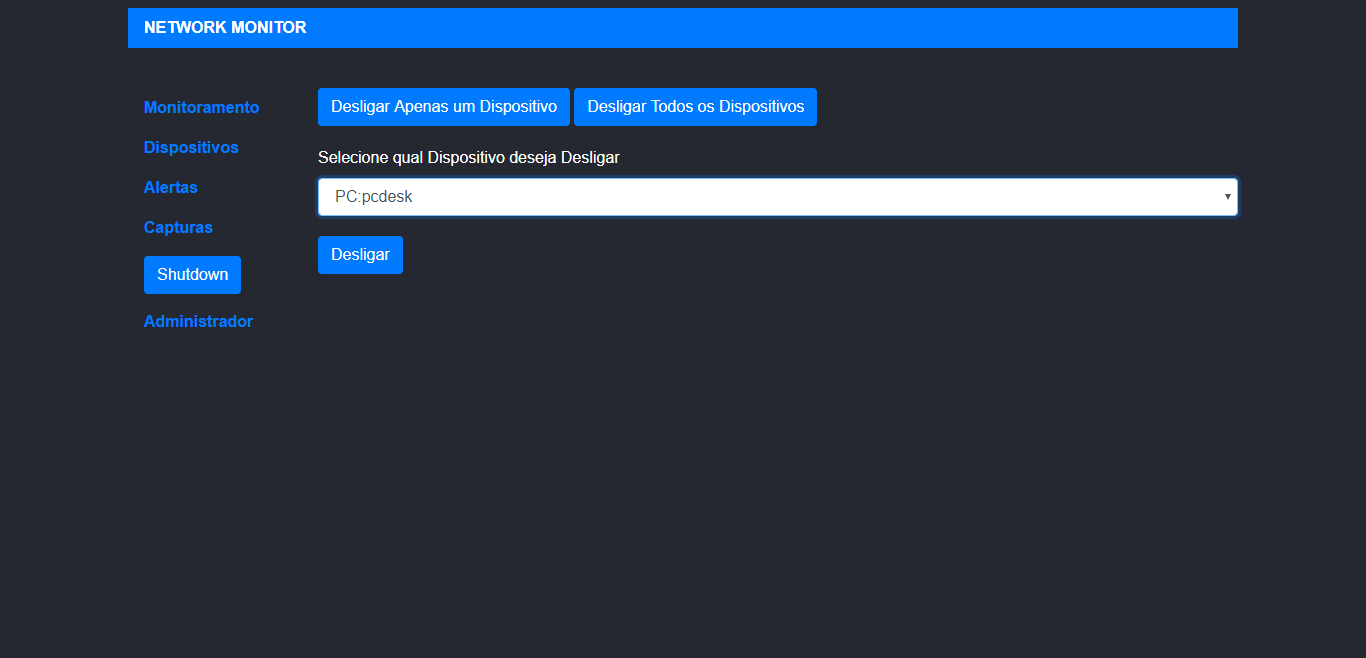 NETWORK MONITOR
Monitoramento
Dispositivos
Alertas
Capturas
Shutdown
Administrador
Desligar Apenas um Dispositivo
Desligar Todos os Dispositivos
Selecione qual Dispositivo deseja Desligar
PC:pcdesk
Desligar